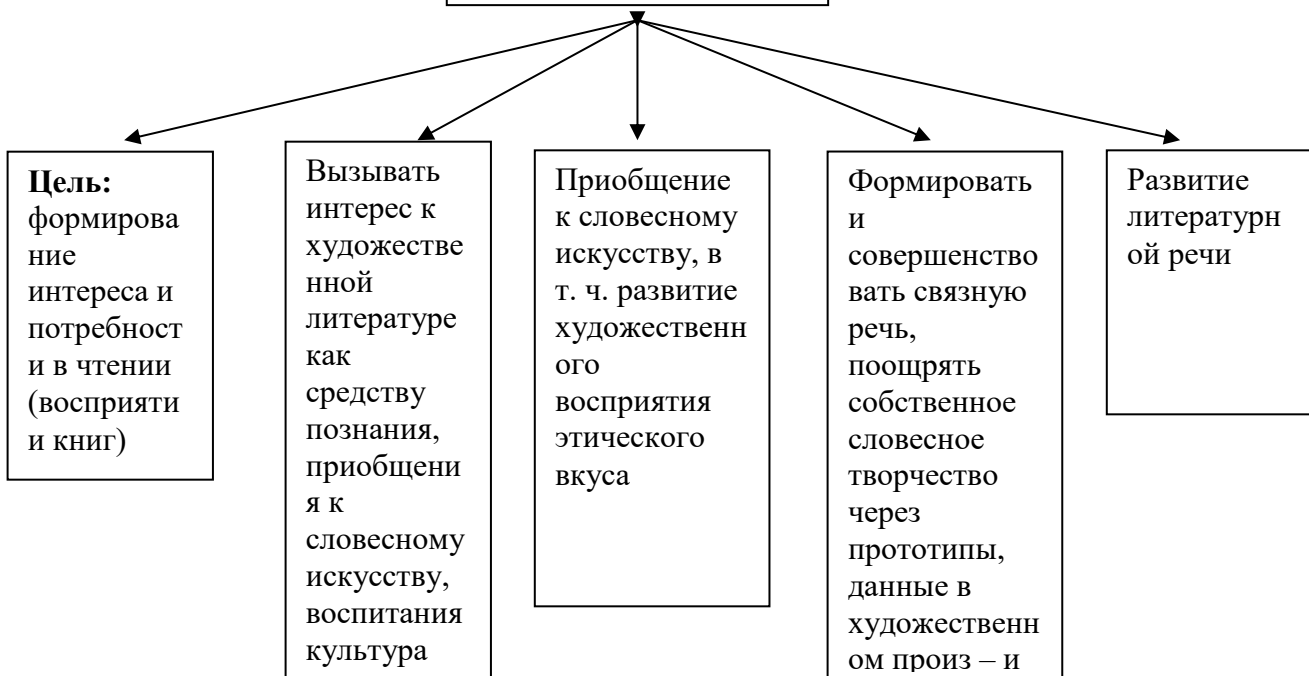 Цель:
формирова
ние
интереса и
потребност
и в чтении
(восприяти
и книг)
Вызывать
интерес к
художестве
нной
литературе
как
средству
познания,
приобщени
я к
словесному
искусству,
воспитания
культура
Приобщение
к словесному
искусству, в
т. ч. развитие
художественн
ого
восприятия
этического
вкуса
Формировать
и
совершенство
вать связную
речь,
поощрять
собственное
словесное
творчество
через
прототипы,
данные в
художественн
ом произ – и
Развитие
литературн
ой речи